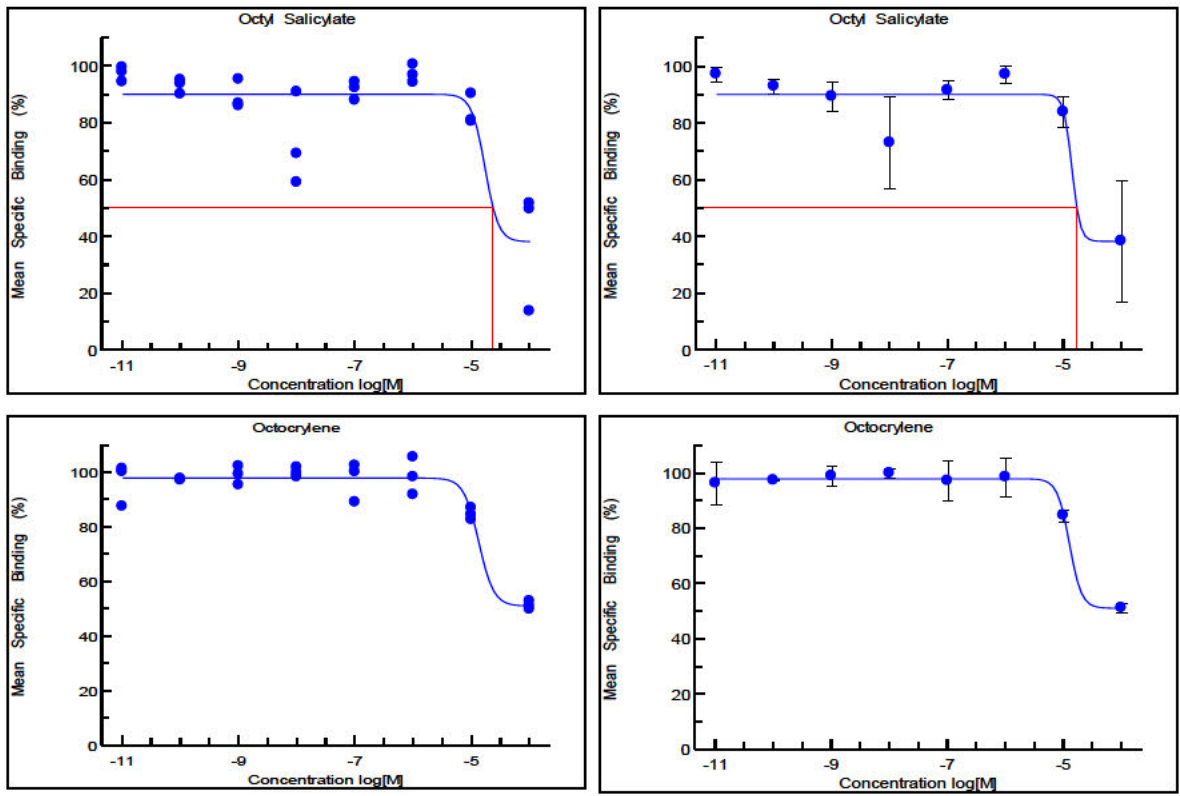 Octyl Salicylate
Mean Specific Binding (%)
100
80
60
40
20
0
-11 -9 -7 -5
Concentration log[M]
Octyl Salicylate
Mean Specific Binding (%)
100
80
60
40
20
0
-11 -9 -7 -5
Concentration log[M]
Octocrylene
Mean Specific Binding (%)
100
80
60
40
20
0
-11 -9 -7 -5
Concentration log[M]
Octocrylene
Mean Specific Binding (%)
100
80
60
40
20
0
-11 -9 -7 -5
Concentration log[M]